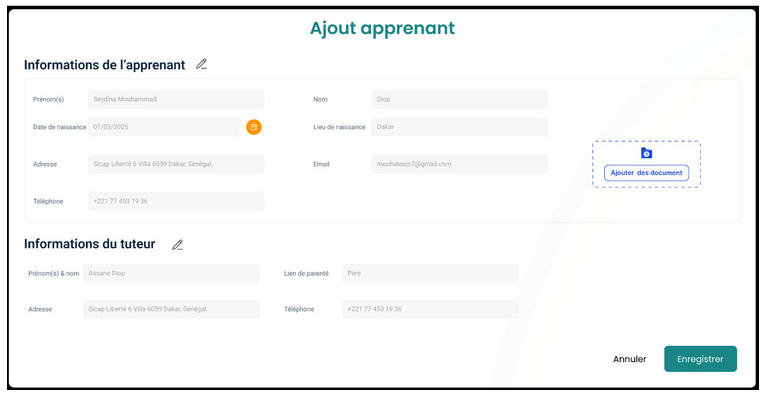 Ajout apprenant
Informations de l'apprenant
Prénom(s) Seydina Mouhammad Nom Diop
Date de naissance 01/03/2025 Lieu de naissance Dakar
Adresse Sicap Liberté 6 Villa 6059 Dakar, Sénégal. Email mouhaleecr7@gmail.com
Ajouter des document
Téléphone +221 77 453 19 36
Informations du tuteur
Prénom(s) & nom Assane Diop Lien de parenté Père
Adresse Sicap Liberté 6 Villa 6059 Dakar, Sénégal. Téléphone +221 77 453 19 36
Annuler Enregistrer